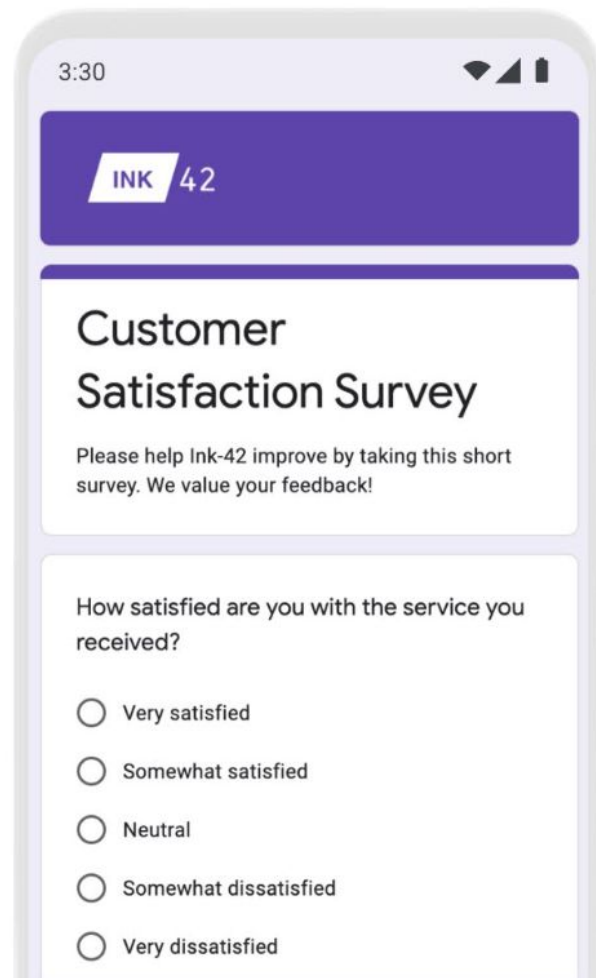 3:30
INK 42
Customer
Satisfaction Survey
Please help Ink-42 improve by taking this short
survey. We value your feedback!
How satisfied are you with the service you
received?
Very satisfied
Somewhat satisfied
Neutral
Somewhat dissatisfied
Very dissatisfied